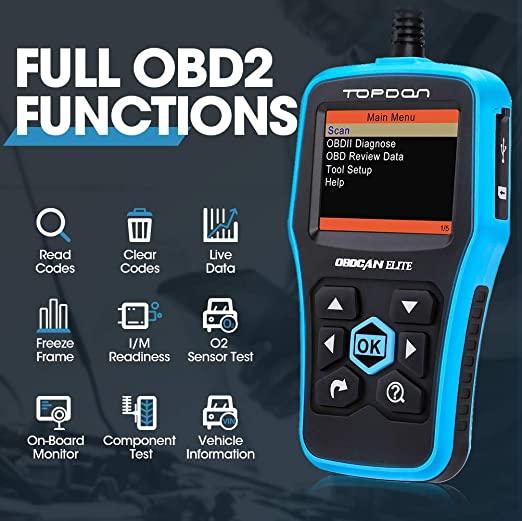 FULL OBD2
FUNCTIONS
Read
Codes
Clear
Codes
Live
Data
Freeze
Frame
I/M
Readiness
O2
Sensor Test
On-Board
Monitor
Component
Test
VIN
Vehicle
Information
TOPDON
Main Menu
Scan
OBDII Diagnose
OBD Review Data
Tool Setup
Help
1/5
OBDCAN ELITE
OK
?